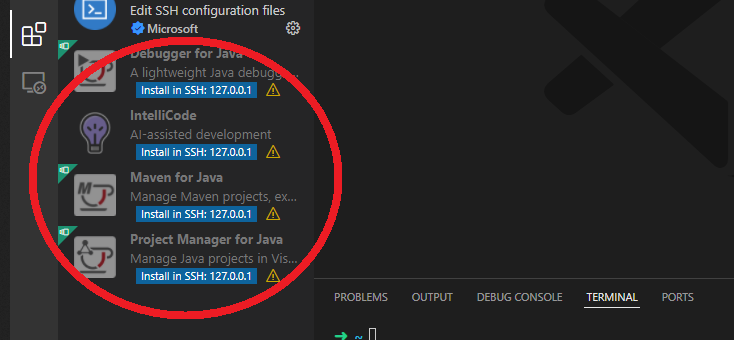 Edit SSH configuration files
Microsoft
Debugger for Java
A lightweight Java debugge...
Install in SSH: 127.0.0.1
IntelliCode
AI-assisted development
Install in SSH: 127.0.0.1
Maven for Java
Manage Maven projects, ex...
Install in SSH: 127.0.0.1
Project Manager for Java
Manage Java projects in Vis...
Install in SSH: 127.0.0.1
PROBLEMS OUTPUT DEBUG CONSOLE TERMINAL PORTS
➜ ~